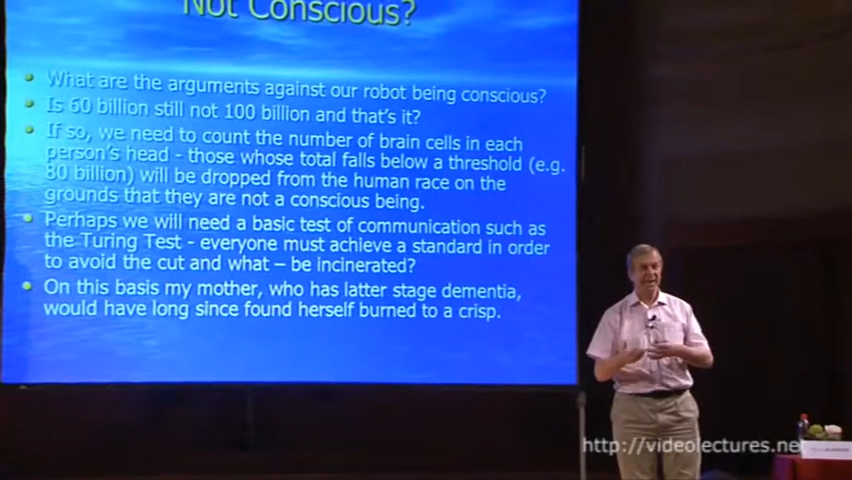 Not Conscious?
What are the arguments against our robot being conscious?
Is 60 billion still not 100 billion and that's it?
If so, we need to count the number of brain cells in each
person's head - those whose total falls below a threshold (e.g.
80 billion) will be dropped from the human race on the
grounds that they are not a conscious being.
Perhaps we will need a basic test of communication such as
the Turing Test - everyone must achieve a standard in order
to avoid the cut and what – be incinerated?
On this basis my mother, who has latter stage dementia,
would have long since found herself burned to a crisp.
http://videolectures.net